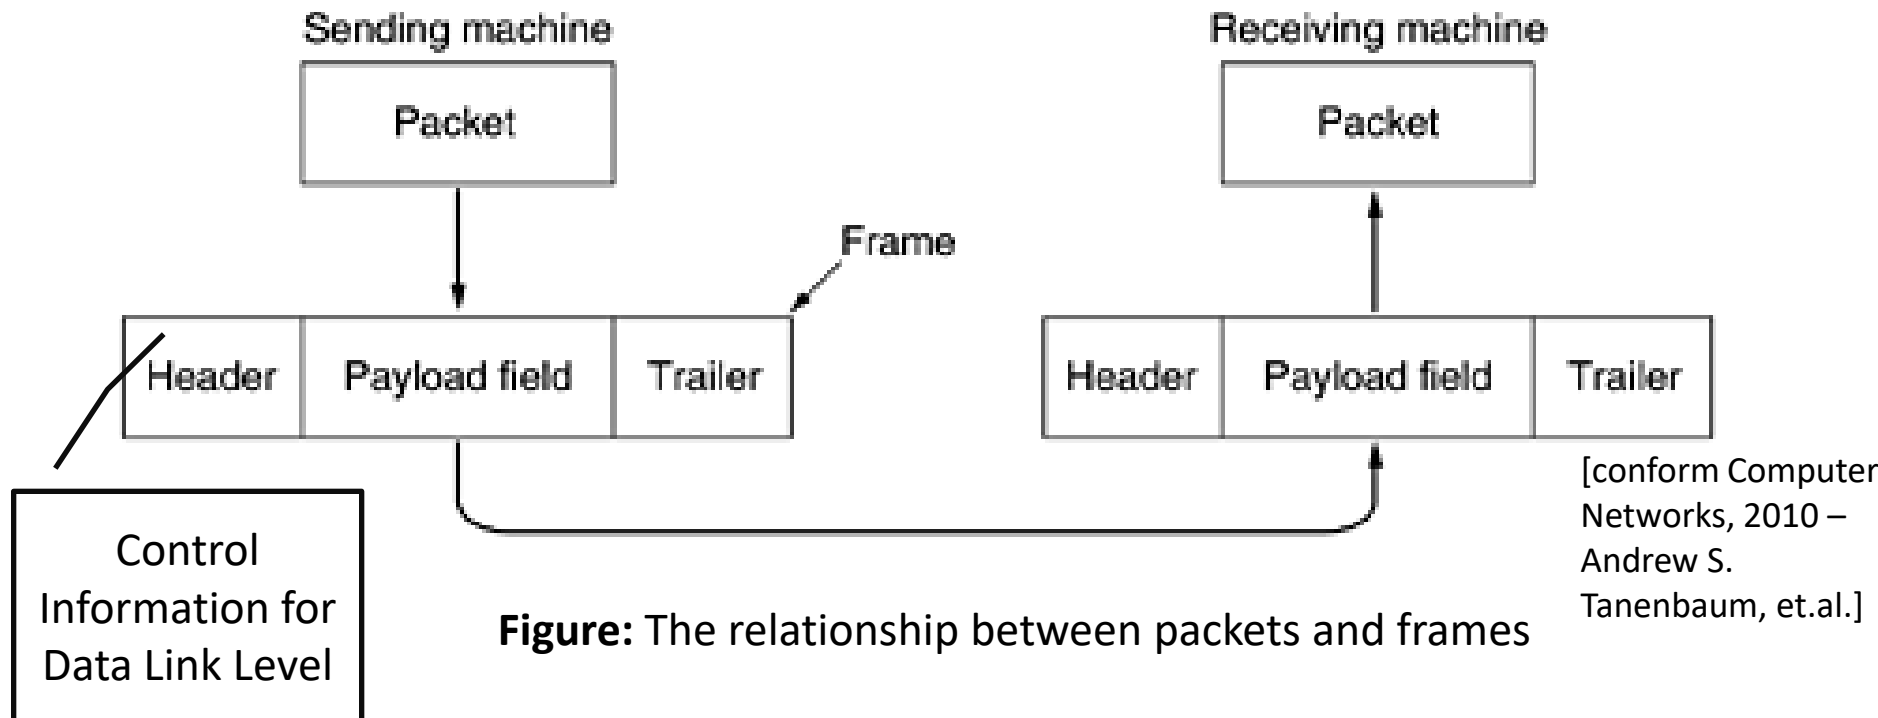 Sending machine
Receiving machine
Packet
Packet
Frame
Header
Payload field
Trailer
Header
Payload field
Trailer
Control
Information for
Data Link Level
[conform Computer
Networks, 2010 –
Andrew S.
Tanenbaum, et.al.]
Figure: The relationship between packets and frames